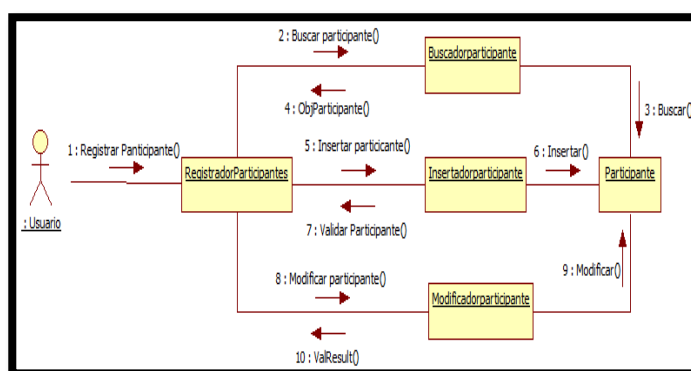 2 : Buscar participante()
Buscadorparticipante
4 : ObjParticipante()
3 : Buscar()
1 : Registrar Panticipante()
5 : Insertar particicante()
6 : Insertar()
RegistradorParticipantes
Insertadorparticipante
Participante
: Usuario
7 : Validar Participante()
8 : Modificar participante()
9 : Modificar()
Modificadorparticipante
10 : ValResult()